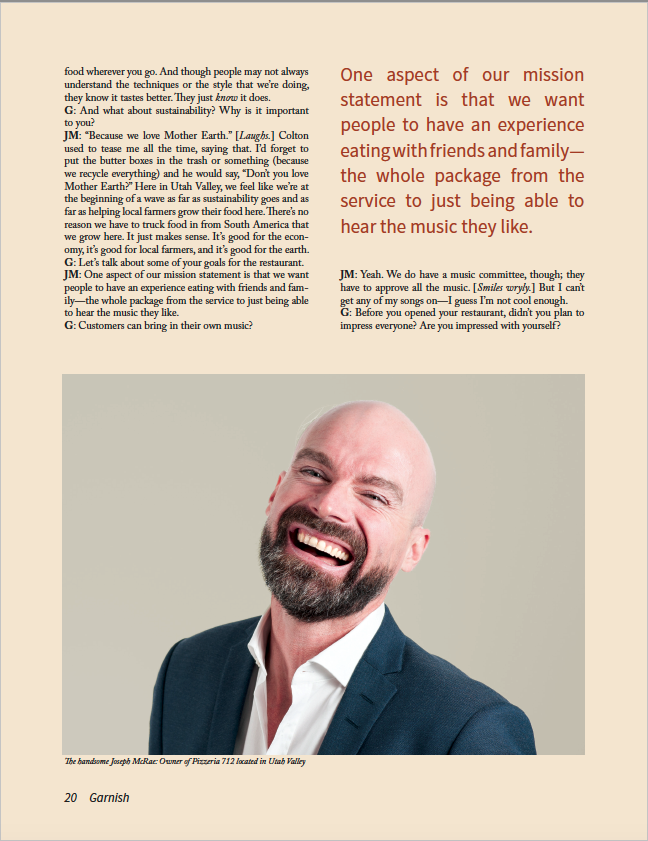 food wherever you go. And though people may not always
understand the techniques or the style that we're doing,
they know it tastes better. They just know it does.
G: And what about sustainability? Why is it important
to you?
JM: “Because we love Mother Earth.” [Laughs.] Colton
used to tease me all the time, saying that. I'd forget to
put the butter boxes in the trash or something (because
we recycle everything) and he would say, “Don't you love
Mother Earth?” Here in Utah Valley, we feel like we're at
the beginning of a wave as far as sustainability goes and as
far as helping local farmers grow their food here. There's no
reason we have to truck food in from South America that
we grow here. It just makes sense. It's good for the econ-
omy, it's good for local farmers, and it's good for the earth.
G: Let's talk about some of your goals for the restaurant.
JM: One aspect of our mission statement is that we want
people to have an experience eating with friends and fam-
ily—the whole package from the service to just being able
to hear the music they like.
G: Customers can bring in their own music?
One aspect of our mission
statement is that we want
people to have an experience
eating with friends and family—
the whole package from the
service to just being able to
hear the music they like.
JM: Yeah. We do have a music committee, though; they
have to approve all the music. [Smiles wryly.] But I can't
get any of my songs on—I guess I'm not cool enough.
G: Before you opened your restaurant, didn't you plan to
impress everyone? Are you impressed with yourself?
The handsome Joseph McRae: Owner of Pizzeria 712 located in Utah Valley
20 Garnish